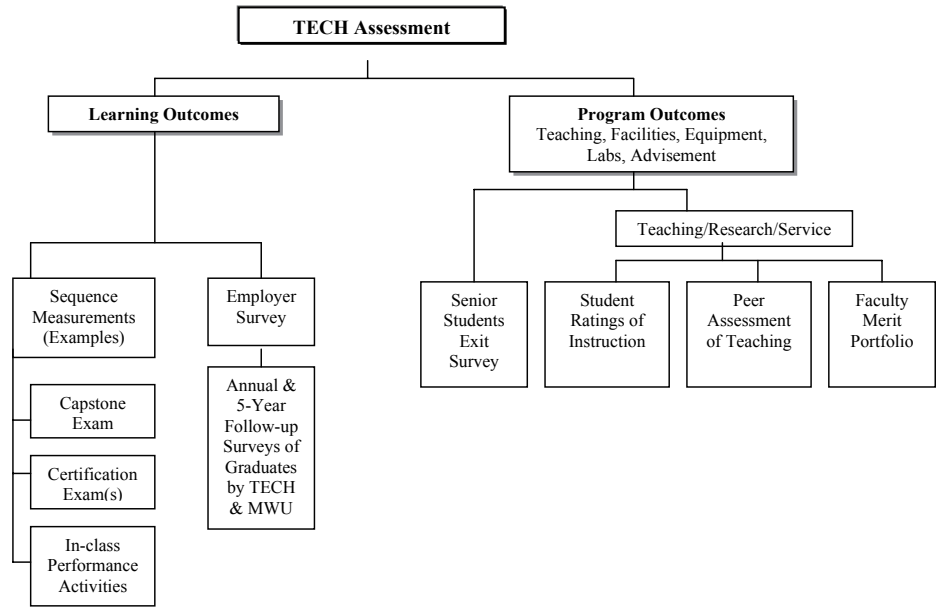 TECH Assessment
Learning Outcomes
Program Outcomes
Teaching, Facilities, Equipment,
Labs, Advisement
Teaching/Research/Service
Sequence
Measurements
(Examples)
Employer
Survey
Senior
Students
Exit
Survey
Student
Ratings of
Instruction
Peer
Assessment
of Teaching
Faculty
Merit
Portfolio
Capstone
Exam
Certification
Exam(s)
In-class
Performance
Activities
Annual &
5-Year
Follow-up
Surveys of
Graduates
by TECH
& MWU